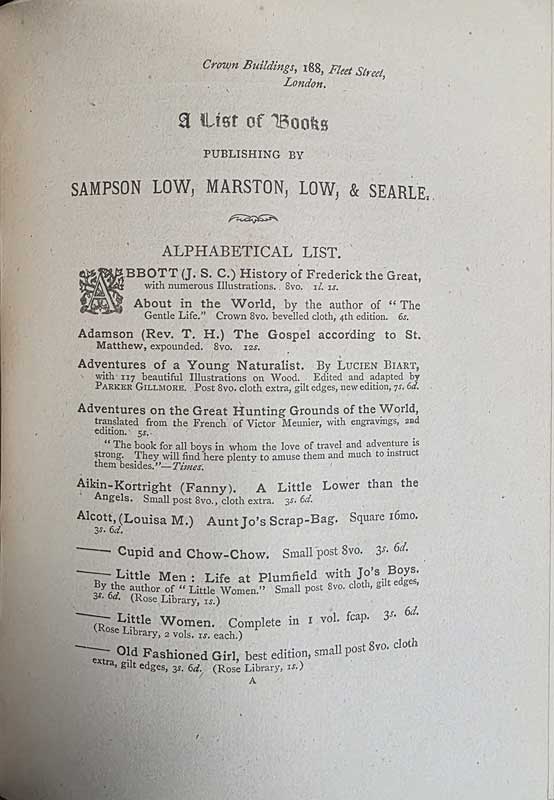 Crown Buildings, 188, Fleet Street,
London.
A List of Books
PUBLISHING BY
SAMPSON LOW, MARSTON, LOW, & SEARLE.
ALPHABETICAL LIST.
ABBOTT (J. S. C.) History of Frederick the Great,
with numerous Illustrations. 8vo. 1l. 1s.
About in the World, by the author of "The
Gentle Life." Crown 8vo. bevelled cloth, 4th edition. 6s.
Adamson (Rev. T. H.) The Gospel according to St.
Matthew, expounded. 8vo. 12s.
Adventures of a Young Naturalist. By LUCIEN BIART,
with 117 beautiful Illustrations on Wood. Edited and adapted by
PARKER GILLMORE. Post 8vo. cloth extra, gilt edges, new edition, 7s. 6d.
Adventures on the Great Hunting Grounds of the World,
translated from the French of Victor Meunier, with engravings, 2nd
edition. 5s.
"The book for all boys in whom the love of travel and adventure is
strong. They will find here plenty to amuse them and much to instruct
them besides."—Times.
Aikin-Kortright (Fanny). A Little Lower than the
Angels. Small post 8vo., cloth extra. 3s. 6d.
Alcott, (Louisa M.) Aunt Jo's Scrap-Bag. Square 16mo.
3s. 6d.
—— Cupid and Chow-Chow. Small post 8vo. 3s. 6d.
—— Little Men: Life at Plumfield with Jo's Boys.
By the author of "Little Women." Small post 8vo. cloth, gilt edges,
3s. 6d. (Rose Library, 1s.)
—— Little Women. Complete in 1 vol. fcap. 3s. 6d.
(Rose Library, 2 vols. 1s. each.)
—— Old Fashioned Girl, best edition, small post 8vo. cloth
extra, gilt edges, 3s. 6d. (Rose Library, 1s.)
A